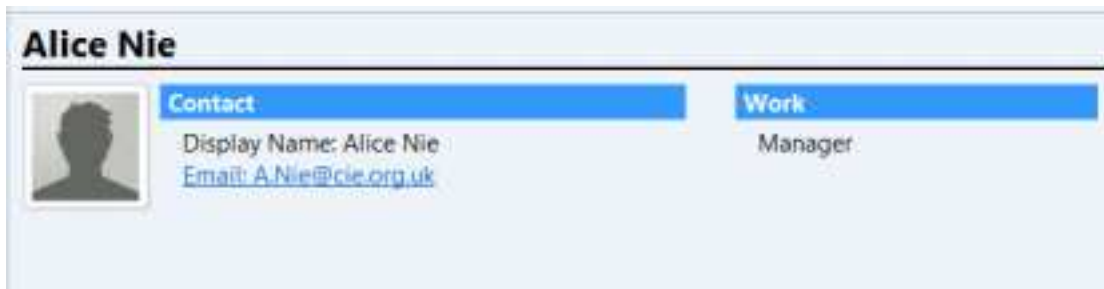 Alice Nie
Contact
Display Name: Alice Nie
Email: A.Nie@cie.org.uk
Work
Manager